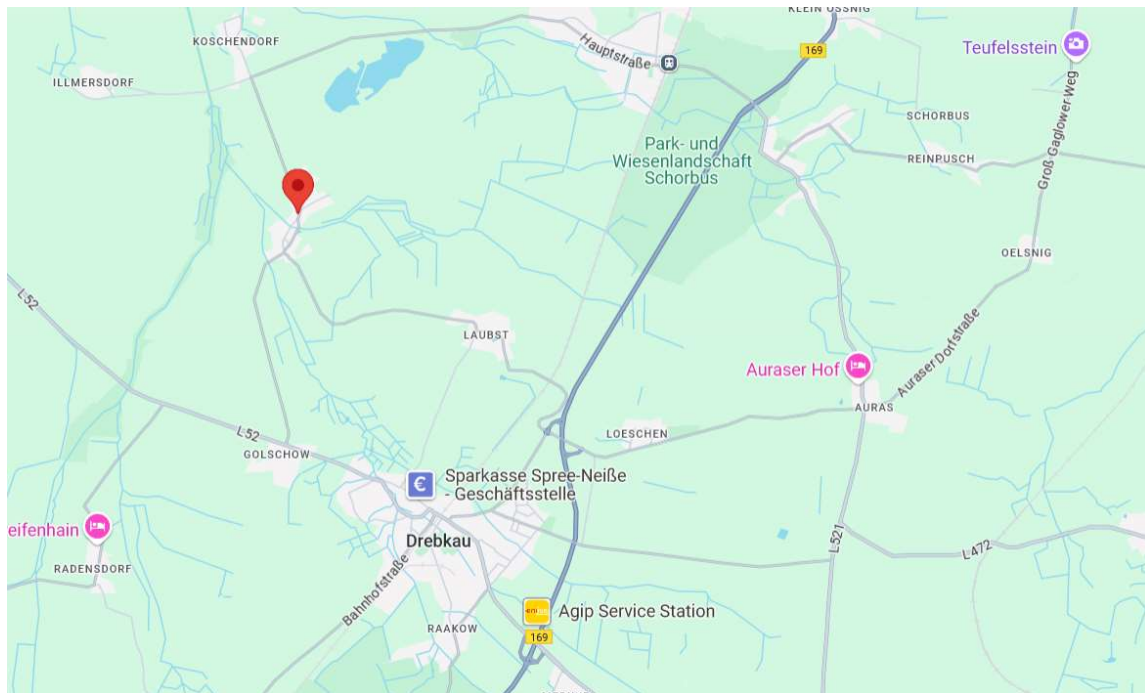 KLEIN OSSNIG
KOSCHENDORF
Hauptstraße
169
Teufelsstein
ILLMERSDORF
Groß-Gaglower-Weg
SCHORBUS
Park- und
Wiesenlandschaft
Schorbus
REINPUSCH
OELSNIG
L52
LAUBST
Auraser Hof
Auraser Dorfstraße
AURAS
L52
LOESCHEN
GOLSCHOW
Sparkasse Spree-Neiße
- Geschäftsstelle
€
eifenhain
Drebkau
L521
L472
RADENSDORF
Bahnhofstraße
Agip Service Station
RAAKOW
169